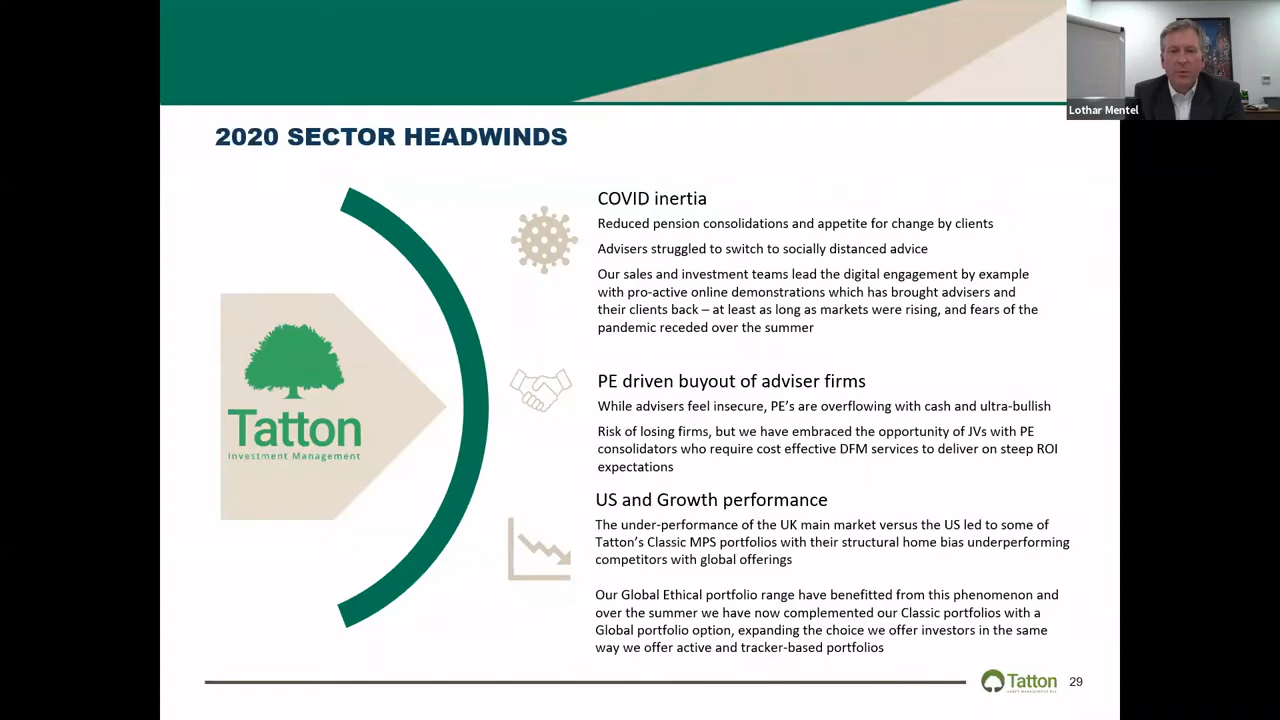 Lothar Mentel
2020 SECTOR HEADWINDS
COVID inertia
Reduced pension consolidations and appetite for change by clients
Advisers struggled to switch to socially distanced advice
Our sales and investment teams lead the digital engagement by example
with pro-active online demonstrations which has brought advisers and
their clients back – at least as long as markets were rising, and fears of the
pandemic receded over the summer
Tatton
Investment Management
PE driven buyout of adviser firms
While advisers feel insecure, PE's are overflowing with cash and ultra-bullish
Risk of losing firms, but we have embraced the opportunity of JVs with PE
consolidators who require cost effective DFM services to deliver on steep ROI
expectations
US and Growth performance
The under-performance of the UK main market versus the US led to some of
Tatton's Classic MPS portfolios with their structural home bias underperforming
competitors with global offerings
Our Global Ethical portfolio range have benefitted from this phenomenon and
over the summer we have now complemented our Classic portfolios with a
Global portfolio option, expanding the choice we offer investors in the same
way we offer active and tracker-based portfolios
Tatton
29